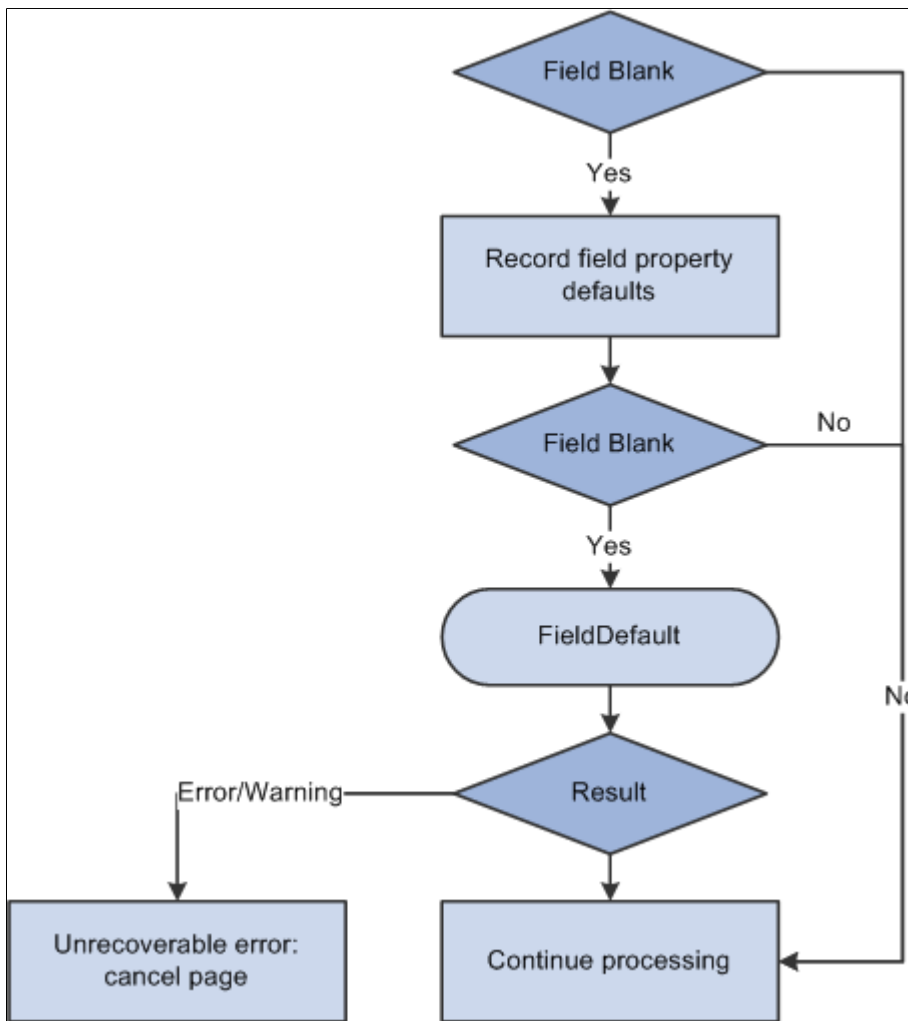 Field Blank
Yes
Record field property
defaults
Field Blank
No
Yes
FieldDefault
No
Error/Warning
Result
Unrecoverable error:
cancel page
Continue processing